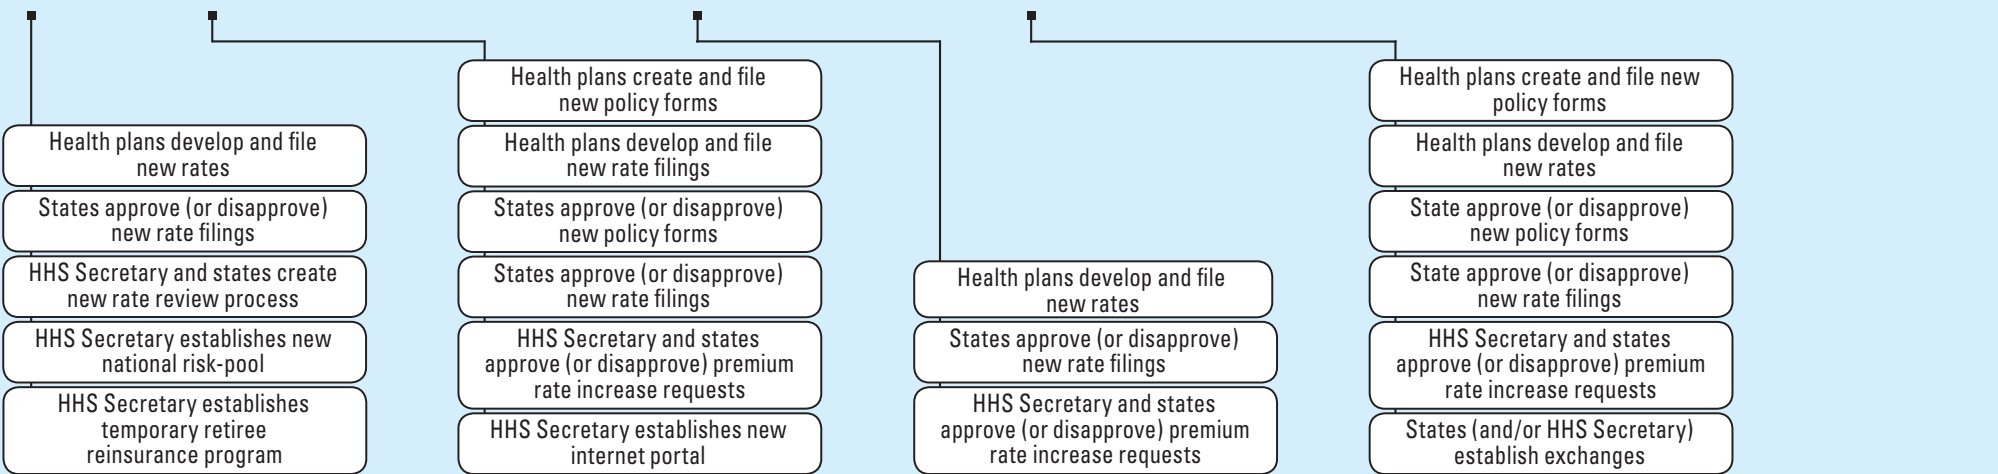 Health plans develop and file
new rates
States approve (or disapprove)
new rate filings
HHS Secretary and states create
new rate review process
HHS Secretary establishes new
national risk-pool
HHS Secretary establishes
temporary retiree
reinsurance program
Health plans create and file
new policy forms
Health plans develop and file
new rate filings
States approve (or disapprove)
new policy forms
States approve (or disapprove)
new rate filings
HHS Secretary and states
approve (or disapprove) premium
rate increase requests
HHS Secretary establishes new
internet portal
Health plans develop and file
new rates
States approve (or disapprove)
new rate filings
HHS Secretary and states
approve (or disapprove) premium
rate increase requests
Health plans create and file new
policy forms
Health plans develop and file
new rates
State approve (or disapprove)
new policy forms
State approve (or disapprove)
new rate filings
HHS Secretary and states
approve (or disapprove) premium
rate increase requests
States (and/or HHS Secretary)
establish exchanges